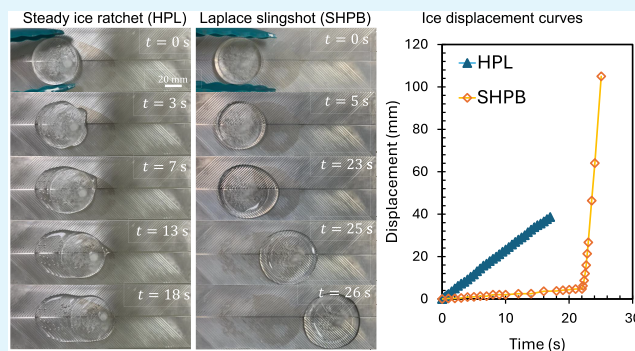 Steady ice ratchet (HPL)
t = 0 s
20 mm
t = 3 s
t = 7 s
t = 13 s
t = 18 s
Laplace slingshot (SHPB)
t = 0 s
t = 5 s
t = 23 s
t = 25 s
t = 26 s
Ice displacement curves
HPL
SHPB
Displacement (mm)
120
100
80
60
40
20
0
0
10
20
30
Time (s)